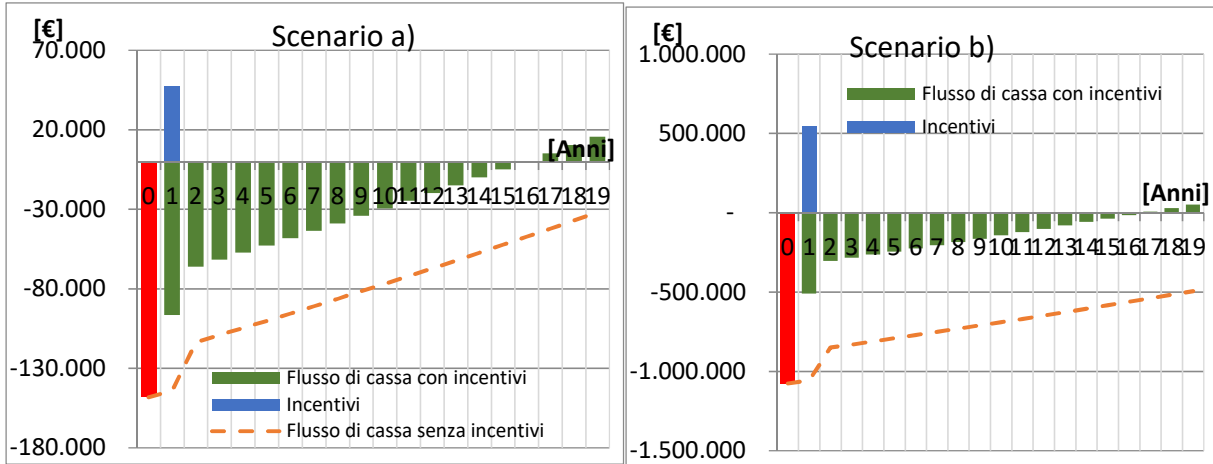 [€]
Scenario a)
70.000
20.000
-30.000
-80.000
-130.000
-180.000
[Anni]
0 1 2 3 4 5 6 7 8 9 10 11 12 13 14 15 16 17 18 19
Flusso di cassa con incentivi
Incentivi
Flusso di cassa senza incentivi
[€]
Scenario b)
1.000.000
500.000
-
-500.000
-1.000.000
-1.500.000
Flusso di cassa con incentivi
Incentivi
[Anni]
0 1 2 3 4 5 6 7 8 9 10 11 12 13 14 15 16 17 18 19